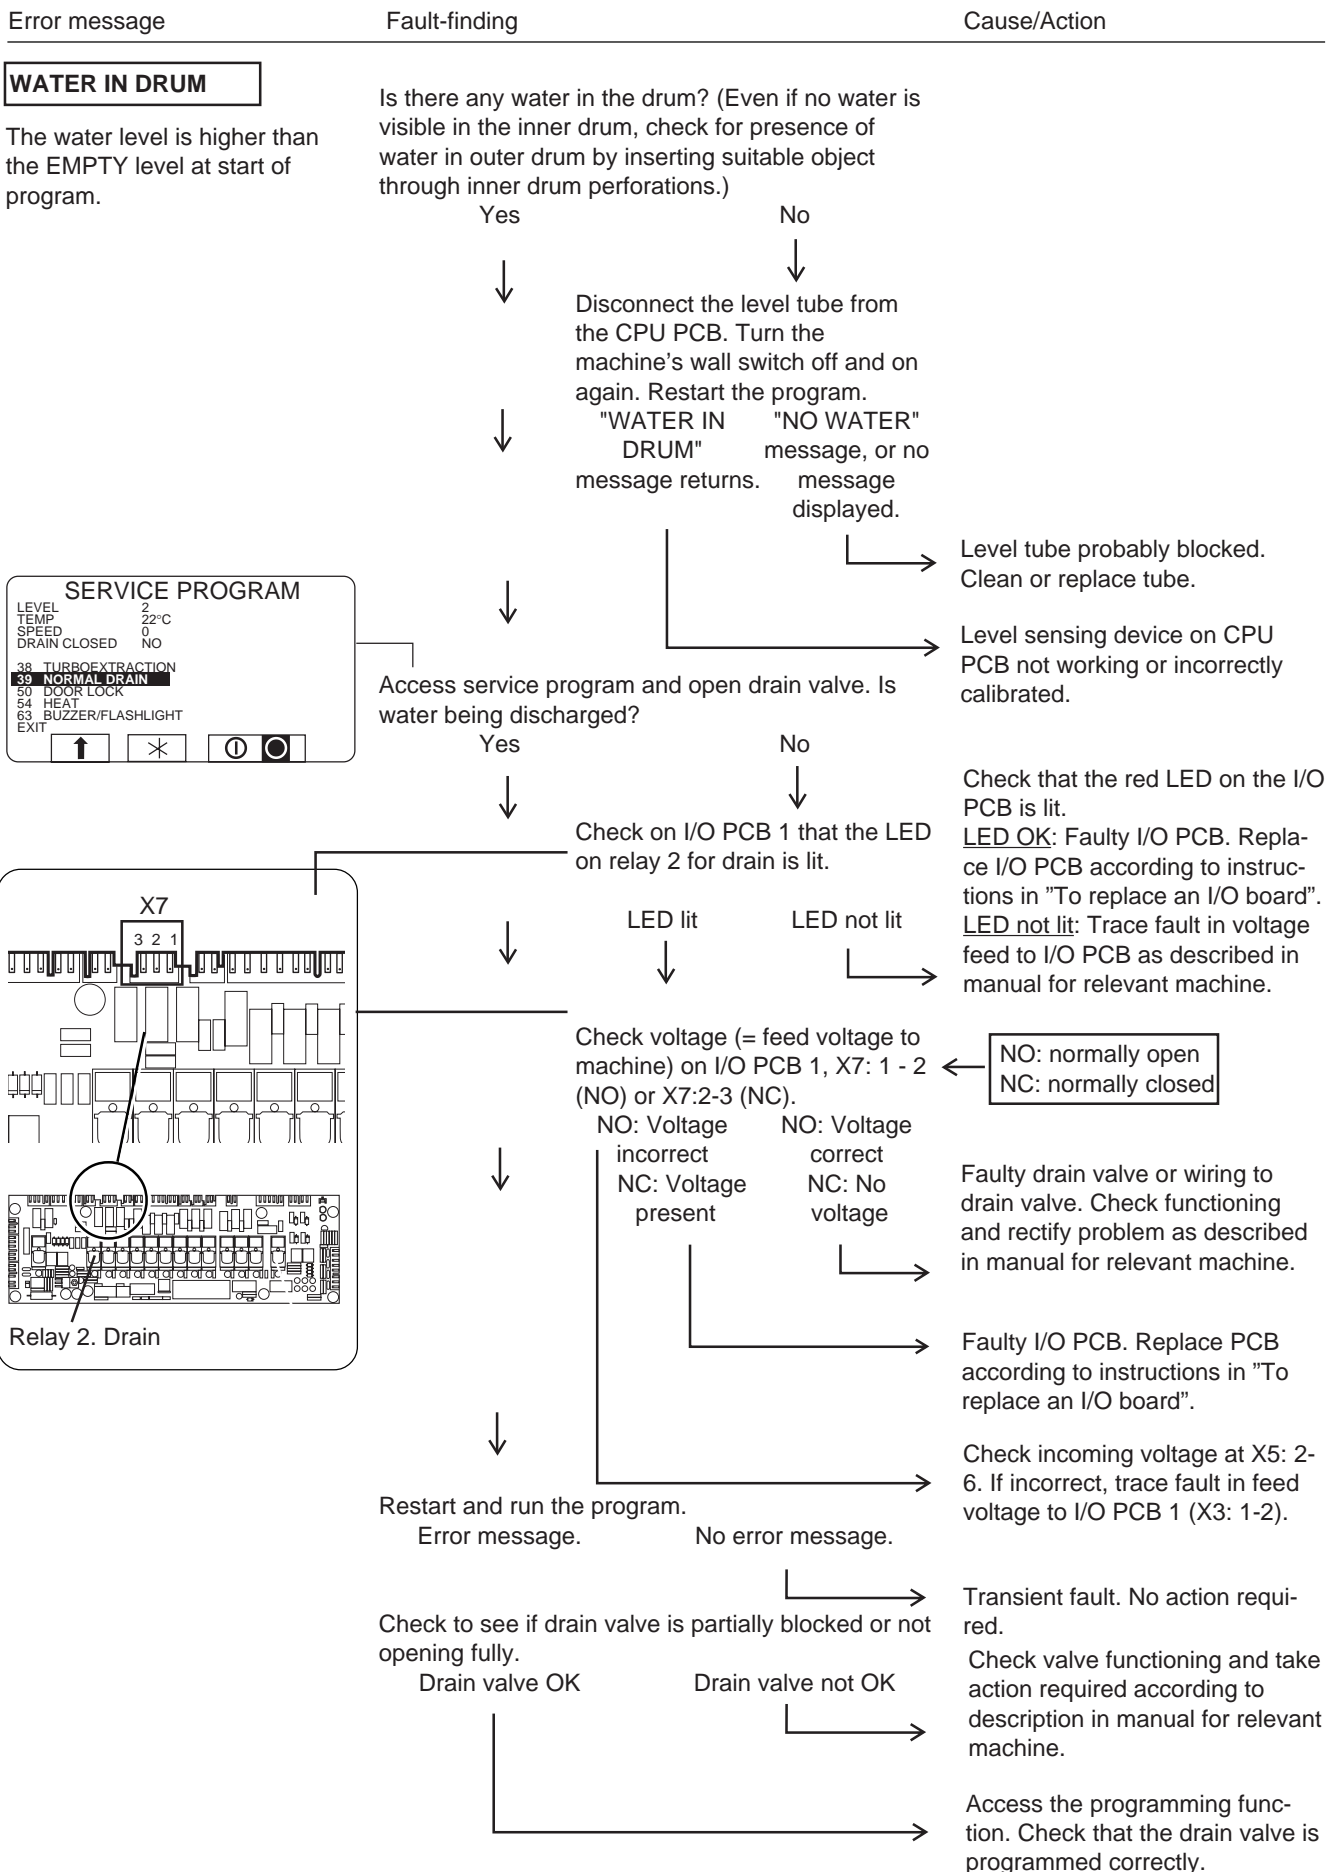 Error message
Fault-finding
Cause/Action
WATER IN DRUM
The water level is higher than
the EMPTY level at start of
program.
Is there any water in the drum? (Even if no water is
visible in the inner drum, check for presence of
water in outer drum by inserting suitable object
through inner drum perforations.)
Yes
No
Disconnect the level tube from
the CPU PCB. Turn the
machine’s wall switch off and on
again. Restart the program.
"WATER IN
DRUM"
message returns.
"NO WATER"
message, or no
message
displayed.
Level tube probably blocked.
Clean or replace tube.
Level sensing device on CPU
PCB not working or incorrectly
calibrated.
SERVICE PROGRAM
LEVEL 2
TEMP 22°C
SPEED 0
DRAIN CLOSED NO
38 TURBOEXTRACTION
39 NORMAL DRAIN
50 DOOR LOCK
54 HEAT
63 BUZZER/FLASHLIGHT
EXIT
Access service program and open drain valve. Is
water being discharged?
Yes
No
Check on I/O PCB 1 that the LED
on relay 2 for drain is lit.
LED lit
LED not lit
Check that the red LED on the I/O
PCB is lit.
LED OK: Faulty I/O PCB. Repla-
ce I/O PCB according to instruc-
tions in ”To replace an I/O board”.
LED not lit: Trace fault in voltage
feed to I/O PCB as described in
manual for relevant machine.
X7
3 2 1
Relay 2. Drain
Check voltage (= feed voltage to
machine) on I/O PCB 1, X7: 1 - 2
(NO) or X7:2-3 (NC).
NO: normally open
NC: normally closed
NO: Voltage
incorrect
NC: Voltage
present
NO: Voltage
correct
NC: No
voltage
Faulty drain valve or wiring to
drain valve. Check functioning
and rectify problem as described
in manual for relevant machine.
Faulty I/O PCB. Replace PCB
according to instructions in ”To
replace an I/O board”.
Check incoming voltage at X5: 2-
6. If incorrect, trace fault in feed
voltage to I/O PCB 1 (X3: 1-2).
Restart and run the program.
Error message.
No error message.
Transient fault. No action requi-
red.
Check to see if drain valve is partially blocked or not
opening fully.
Drain valve OK
Drain valve not OK
Check valve functioning and take
action required according to
description in manual for relevant
machine.
Access the programming func-
tion. Check that the drain valve is
programmed correctly.